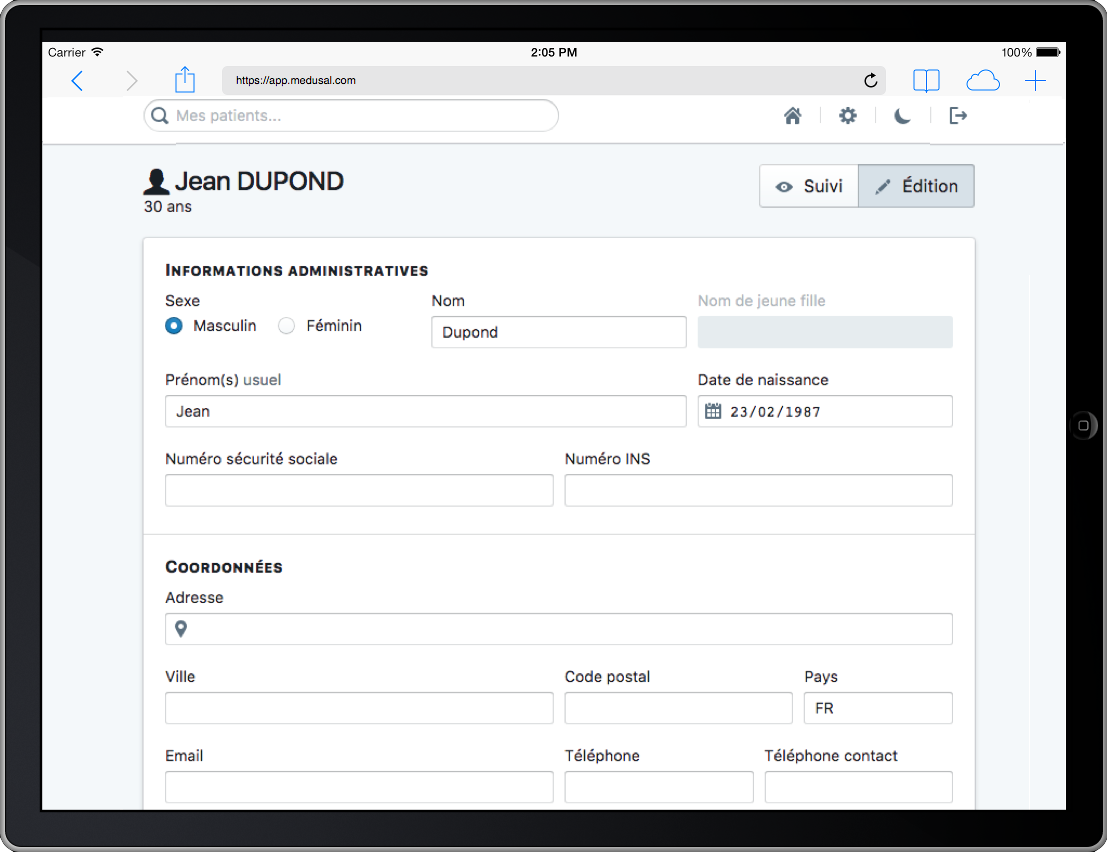 Carrier 2:05 PM 100%
https://app.medusal.com
Mes patients...
Jean DUPOND
30 ans
Suivi Édition
INFORMATIONS ADMINISTRATIVES
Sexe Nom Nom de jeune fille
Masculin Féminin
Dupond
Prénom(s) usuel Date de naissance
Jean 23/02/1987
Numéro sécurité sociale Numéro INS
COORDONNÉES
Adresse
Ville Code postal Pays
FR
Email Téléphone Téléphone contact